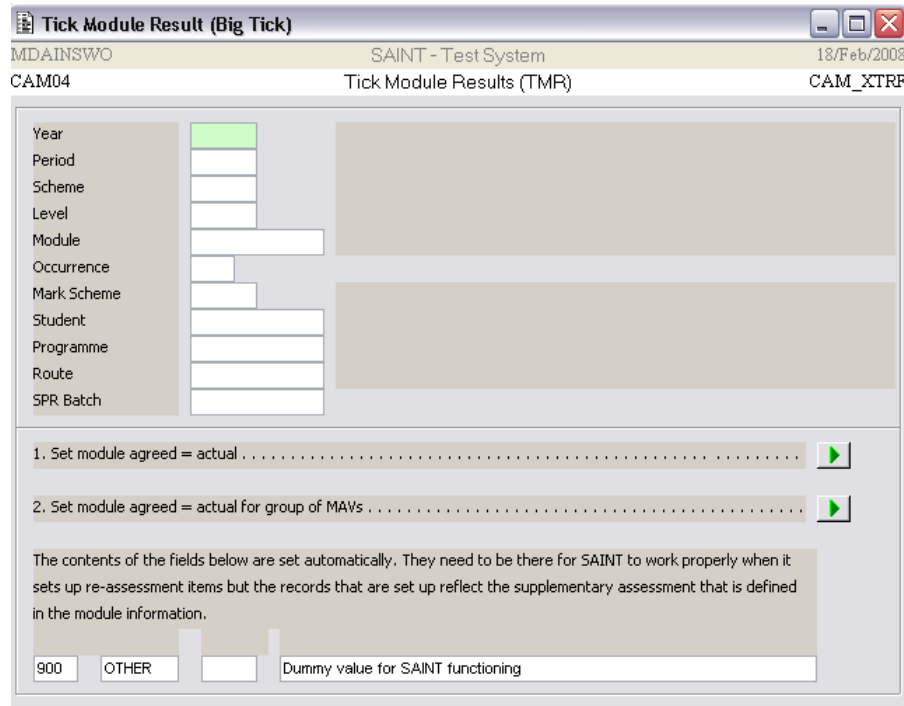 Tick Module Result (Big Tick)
MDAINSWO SAINT - Test System 18/Feb/2008
CAM04 Tick Module Results (TMR) CAM_XTRF
Year
Period
Scheme
Level
Module
Occurrence
Mark Scheme
Student
Programme
Route
SPR Batch
1. Set module agreed = actual . . . . . . . . . . . . . . . . . . . . . . . . . . . . . . . . . . . . . . . . . . . . . . . . . . . . . . . . . .
2. Set module agreed = actual for group of MAVs . . . . . . . . . . . . . . . . . . . . . . . . . . . . . . . . . . . . . . . . . . . . .
The contents of the fields below are set automatically. They need to be there for SAINT to work properly when it
sets up re-assessment items but the records that are set up reflect the supplementary assessment that is defined
in the module information.
900 OTHER Dummy value for SAINT functioning